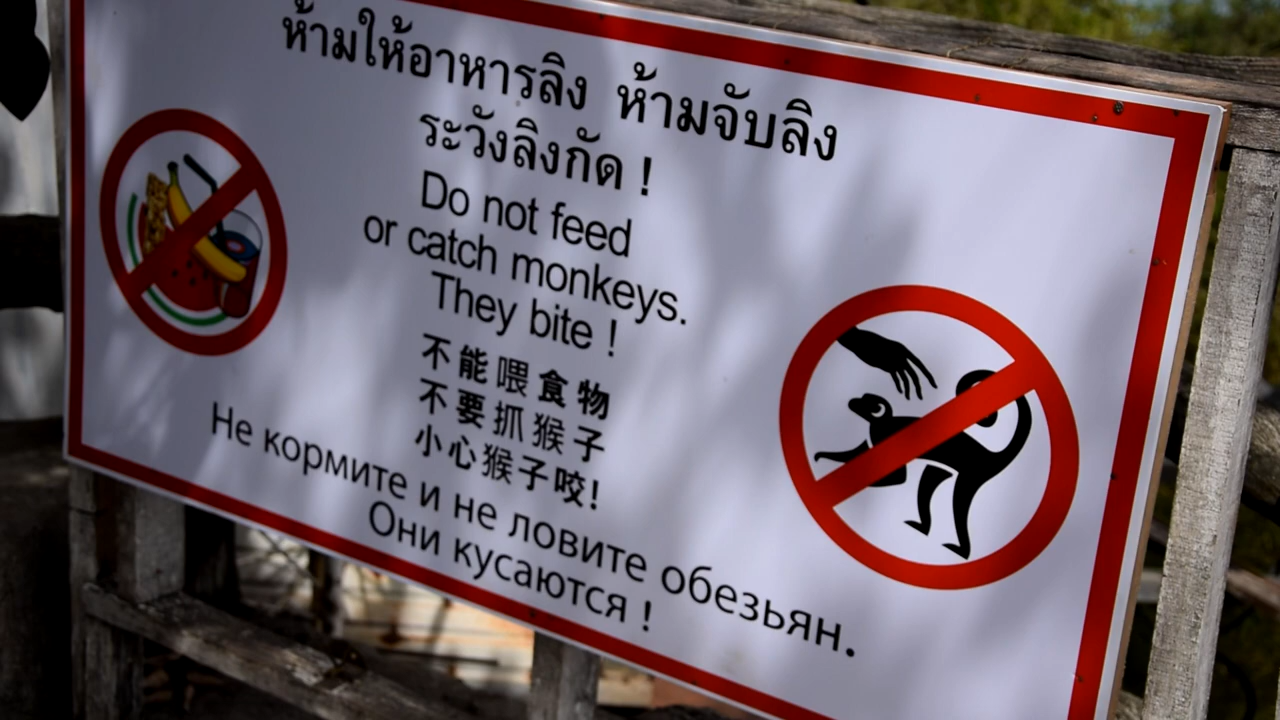 ห้ามให้อาหารลิง ห้ามจับลิง
ระวังลิงกัด !
Do not feed
or catch monkeys.
They bite !
不能喂食物
不要抓猴子
小心猴子咬!
Не кормите и не ловите обезьян.
Они кусаются !